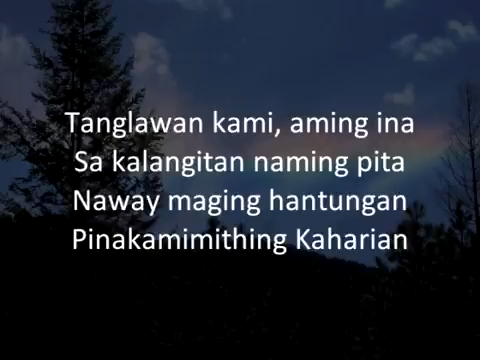 Tanglawan kami, aming ina
Sa kalangitan naming pita
Naway maging hantungan
Pinakamimithing Kaharian